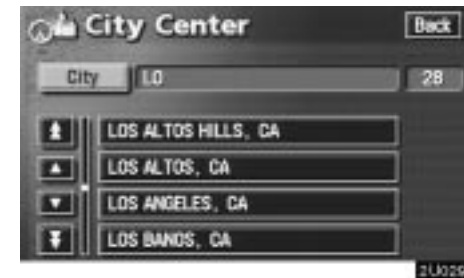 City Center Back
City LO 28
LOS ALTOS HILLS, CA
LOS ALTOS, CA
LOS ANGELES, CA
LOS BANOS, CA